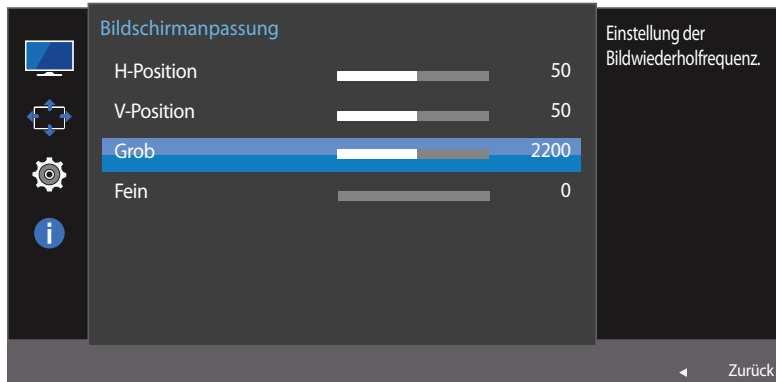 Bildschirmanpassung
H-Position 50
V-Position 50
Grob 2200
Fein 0
Einstellung der
Bildwiederholfrequenz.
Zurück